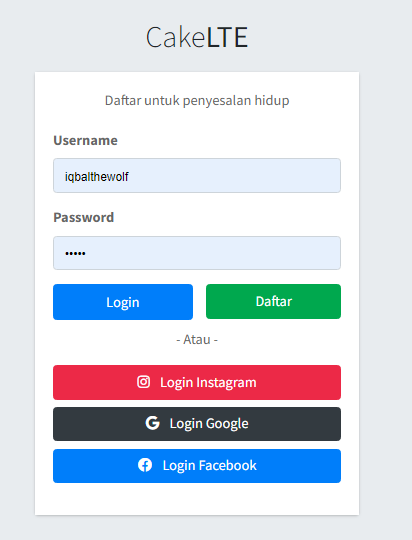 CakeLTE
Daftar untuk penyesalan hidup
Username
iqbalthewolf
Password
•••••
Login
Daftar
- Atau -
Login Instagram
Login Google
Login Facebook